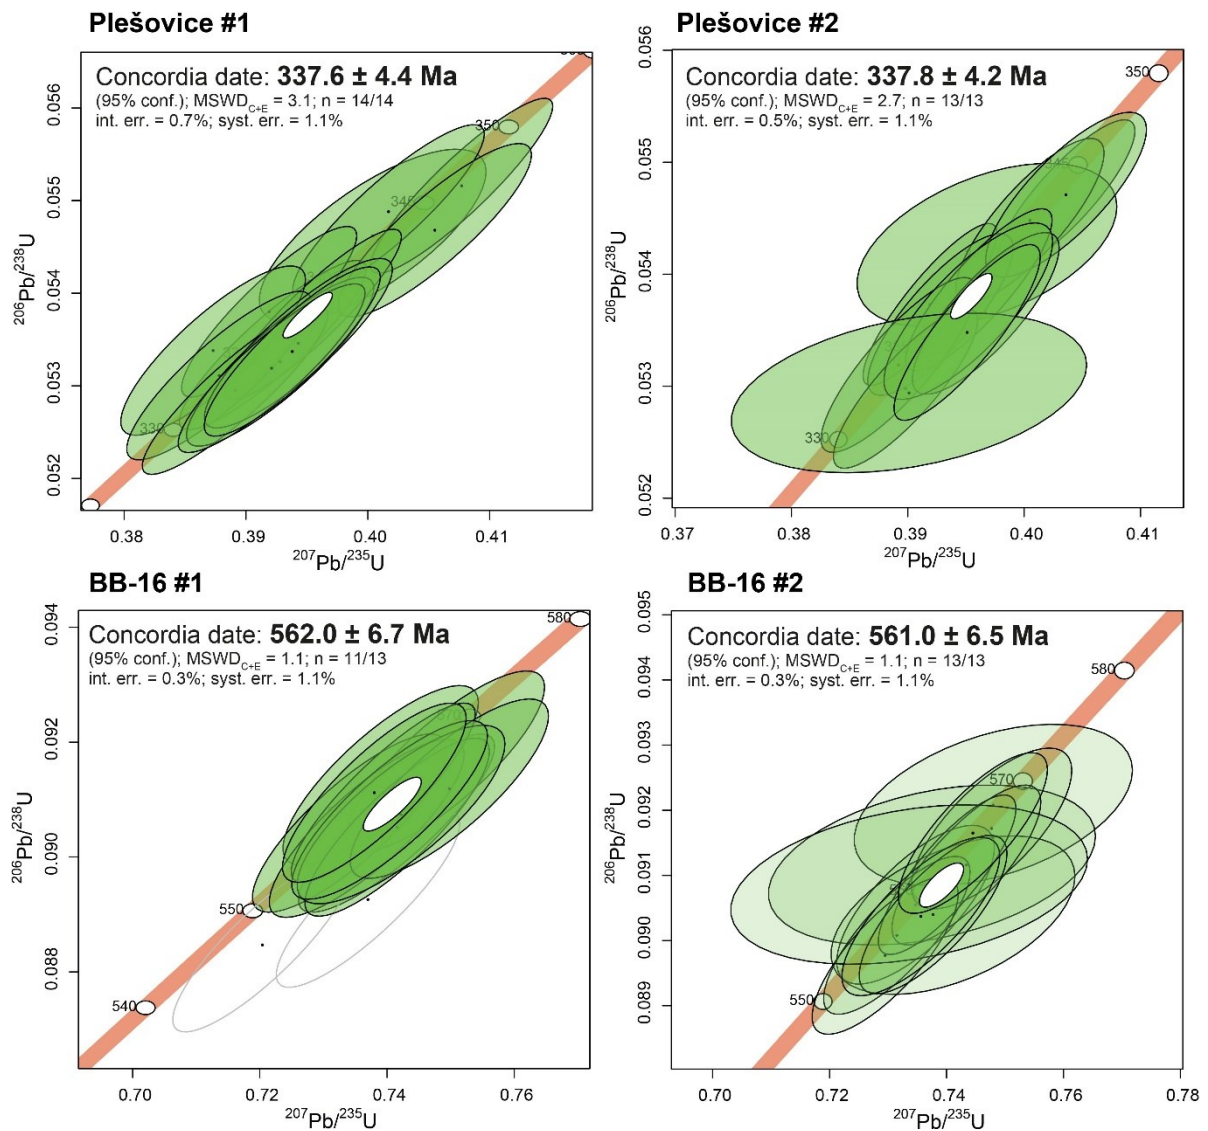 Plešovice #1
Concordia date: 337.6 ± 4.4 Ma
(95% conf.); MSWD_C+E = 3.1; n = 14/14
int. err. = 0.7%; syst. err. = 1.1%
350
330
0.056
0.055
0.054
0.053
0.052
²⁰⁶Pb/²³⁸U
0.38
0.39
0.40
0.41
²⁰⁷Pb/²³⁵U
Plešovice #2
Concordia date: 337.8 ± 4.2 Ma
(95% conf.); MSWD_C+E = 2.7; n = 13/13
int. err. = 0.5%; syst. err. = 1.1%
350
330
0.056
0.055
0.054
0.053
0.052
²⁰⁶Pb/²³⁸U
0.37
0.38
0.39
0.40
0.41
²⁰⁷Pb/²³⁵U
BB-16 #1
Concordia date: 562.0 ± 6.7 Ma
(95% conf.); MSWD_C+E = 1.1; n = 11/13
int. err. = 0.3%; syst. err. = 1.1%
580
570
550
540
0.094
0.092
0.090
0.088
²⁰⁶Pb/²³⁸U
0.70
0.72
0.74
0.76
²⁰⁷Pb/²³⁵U
BB-16 #2
Concordia date: 561.0 ± 6.5 Ma
(95% conf.); MSWD_C+E = 1.1; n = 13/13
int. err. = 0.3%; syst. err. = 1.1%
580
570
550
0.095
0.094
0.093
0.092
0.091
0.090
0.089
²⁰⁶Pb/²³⁸U
0.70
0.72
0.74
0.76
0.78
²⁰⁷Pb/²³⁵U